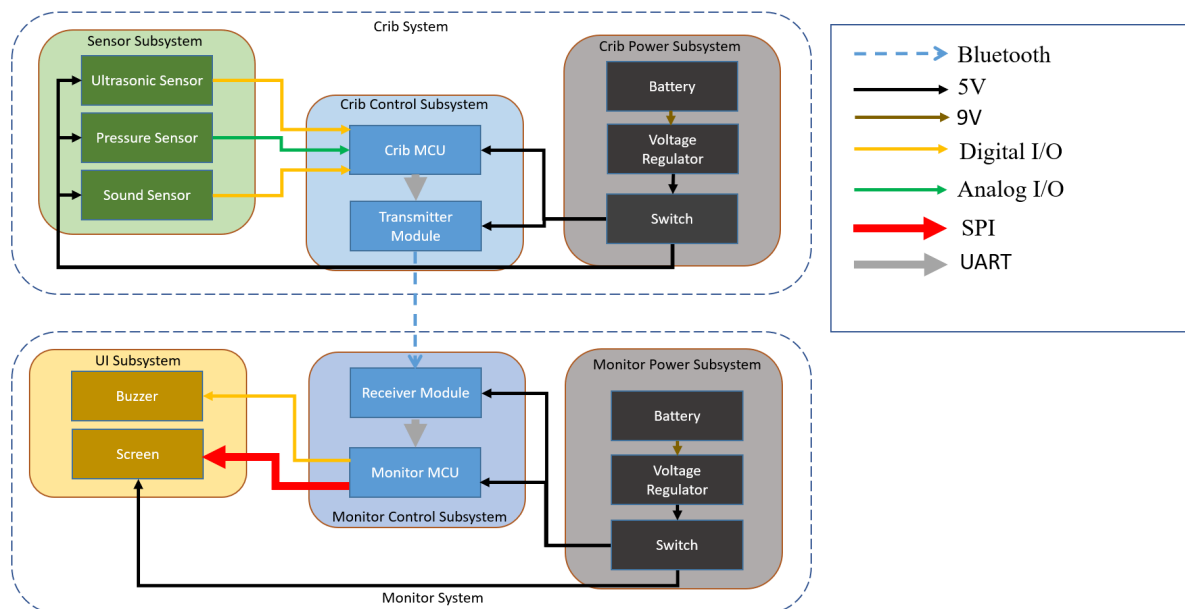 Crib System
Sensor Subsystem
Ultrasonic Sensor
Pressure Sensor
Sound Sensor
Crib Control Subsystem
Crib MCU
Transmitter
Module
Crib Power Subsystem
Battery
Voltage
Regulator
Switch
Bluetooth
5V
9V
Digital I/O
Analog I/O
SPI
UART
UI Subsystem
Buzzer
Screen
Receiver Module
Monitor MCU
Monitor Control Subsystem
Monitor Power Subsystem
Battery
Voltage
Regulator
Switch
Monitor System